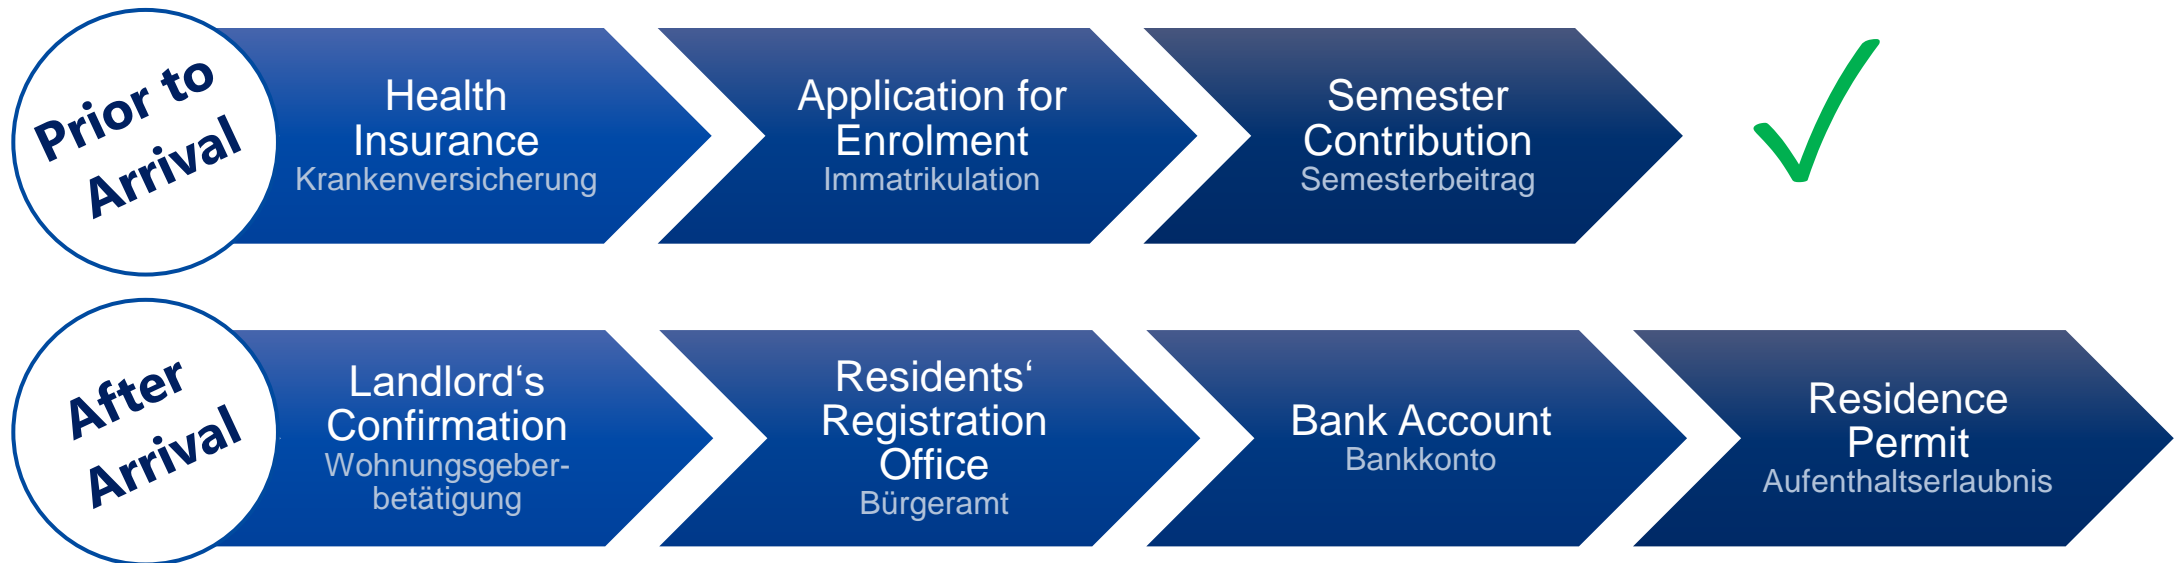 Prior to
Arrival
Health
Insurance
Krankenversicherung
Application for
Enrolment
Immatrikulation
Semester
Contribution
Semesterbeitrag
After
Arrival
Landlord‘s
Confirmation
Wohnungsgeber-
betätigung
Residents‘
Registration
Office
Bürgeramt
Bank Account
Bankkonto
Residence
Permit
Aufenthaltserlaubnis